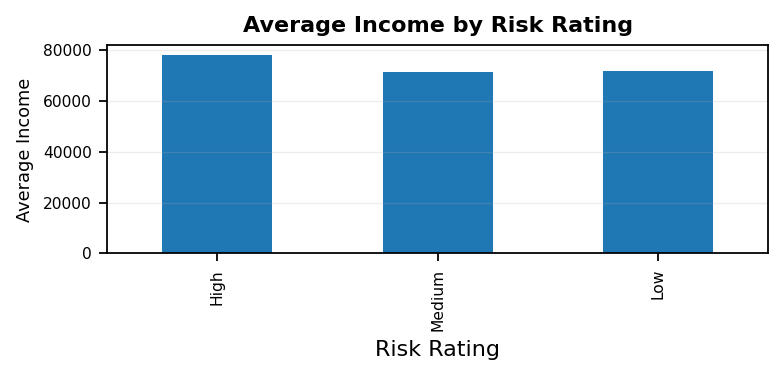 Average Income by Risk Rating
Average Income
80000
60000
40000
20000
0
High
Medium
Low
Risk Rating